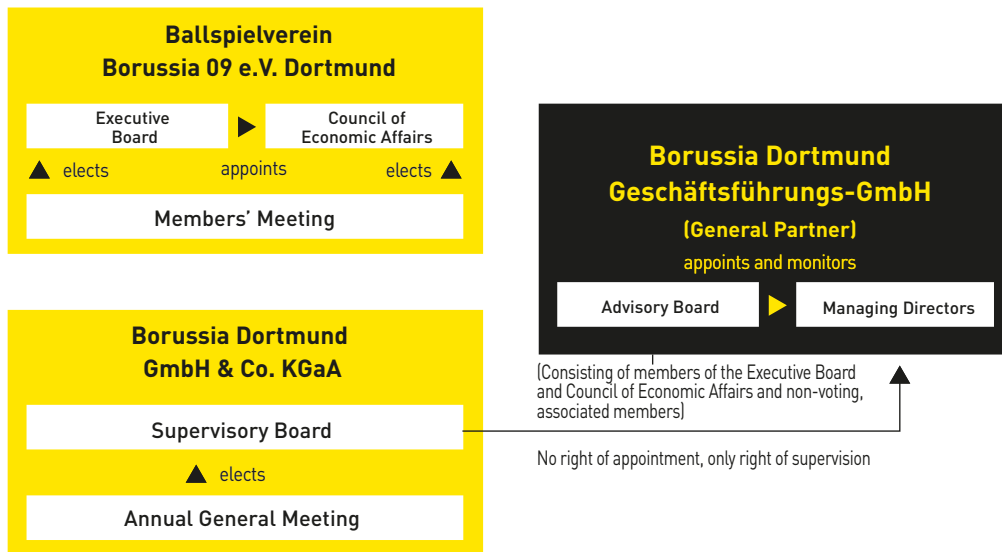 Ballspielverein
Borussia 09 e.V. Dortmund
Executive
Board
Council of
Economic Affairs
elects
appoints
elects
Members’ Meeting
Borussia Dortmund
GmbH & Co. KGaA
Supervisory Board
elects
Annual General Meeting
Borussia Dortmund
Geschäftsführungs-GmbH
(General Partner)
appoints and monitors
Advisory Board
Managing Directors
(Consisting of members of the Executive Board
and Council of Economic Affairs and non-voting,
associated members)
No right of appointment, only right of supervision